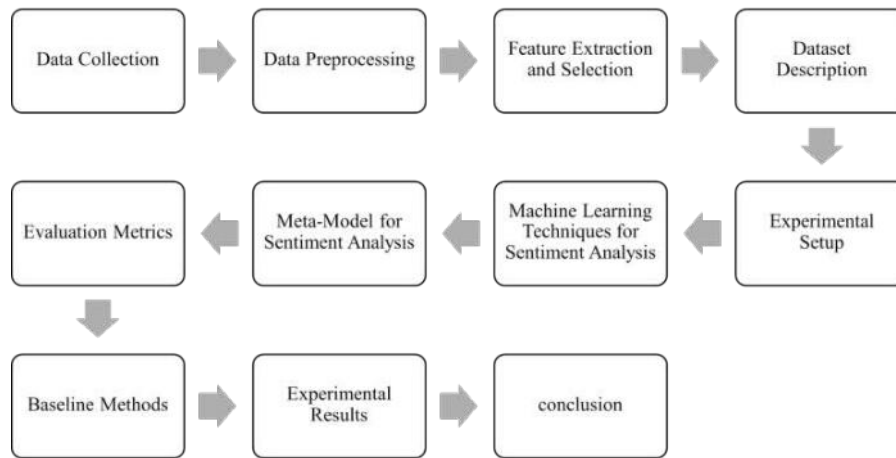 Data Collection
Data Preprocessing
Feature Extraction
and Selection
Dataset
Description
Experimental
Setup
Machine Learning
Techniques for
Sentiment Analysis
Meta-Model for
Sentiment Analysis
Evaluation Metrics
Baseline Methods
Experimental
Results
conclusion